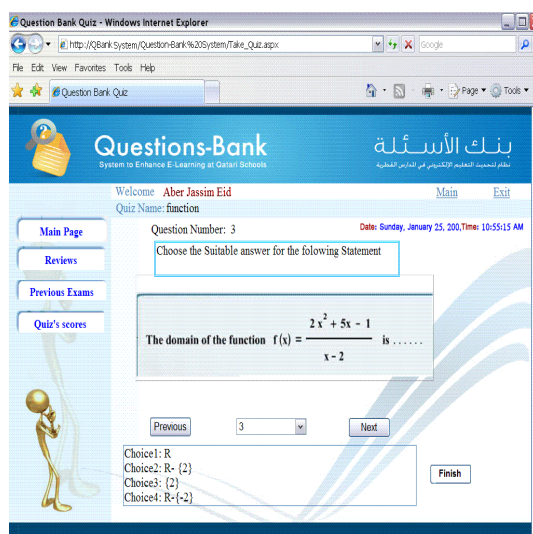 Question Bank Quiz - Windows Internet Explorer
http://QBank System/Question-Bank%20System/Take_Quiz.aspx
Google
File Edit View Favorites Tools Help
Question Bank Quiz
Page Tools
Questions-Bank
System to Enhance E-Learning at Qatari Schools
بنك الأسئلة
نظام لتحديث التعليم الإلكتروني في المدارس القطرية
Welcome Aber Jassim Eid
Main Exit
Quiz Name: function
Main Page
Reviews
Previous Exams
Quiz's scores
Question Number: 3
Date: Sunday, January 25, 200,Time: 10:55:15 AM
Choose the Suitable answer for the folowing Statement
The domain of the function f (x) = 2 x² + 5x - 1 / x - 2 is ......
Previous
3
Next
Choice1: R
Choice2: R- {2}
Choice3: {2}
Choice4: R-{-2}
Finish